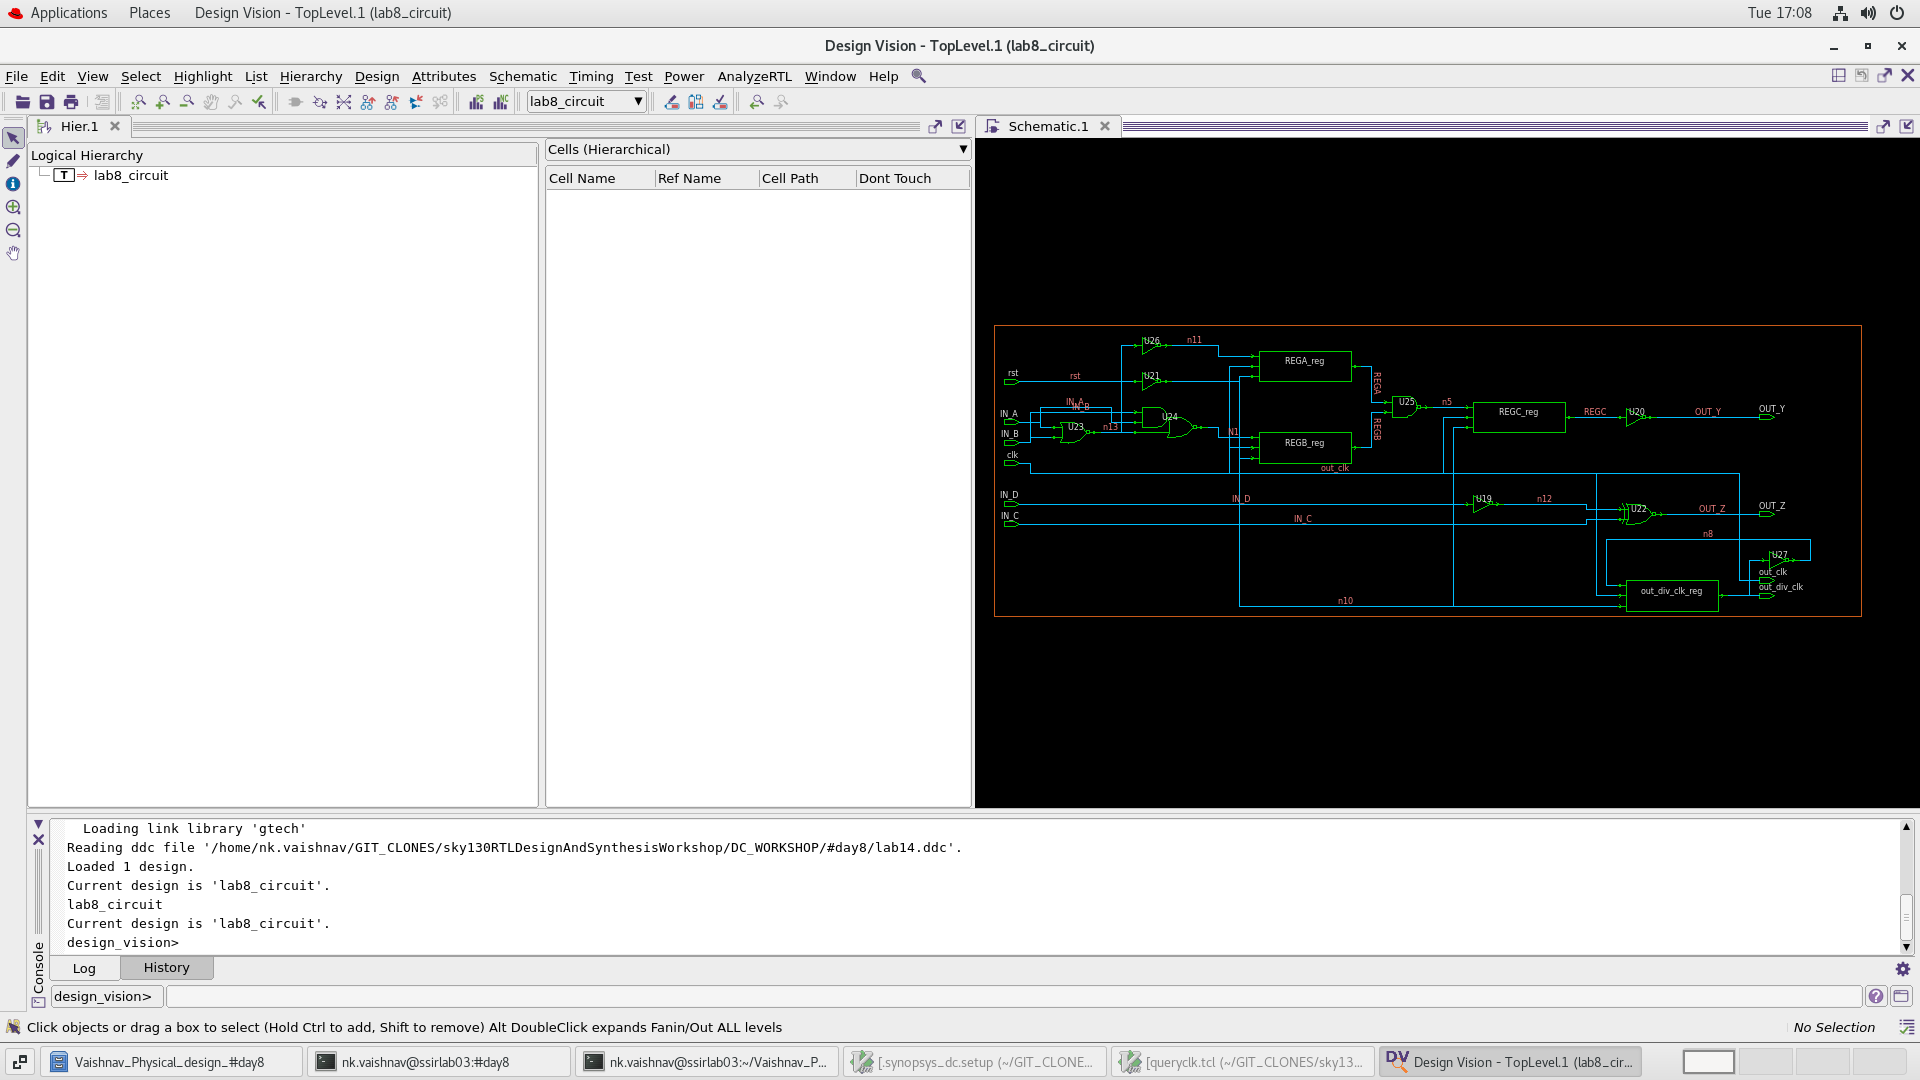 Applications Places Design Vision - TopLevel.1 (lab8_circuit) Tue 17:08
Design Vision - TopLevel.1 (lab8_circuit)
File Edit View Select Highlight List Hierarchy Design Attributes Schematic Timing Test Power AnalyzeRTL Window Help
lab8_circuit
Hier.1
Schematic.1
Logical Hierarchy
T lab8_circuit
Cells (Hierarchical)
Cell Name Ref Name Cell Path Dont Touch
U26 n11
REGA_reg
rst rst U21
REGA
IN_A IN_A IN_B U24 U25 n5 REGC_reg REGC U20 OUT_Y OUT_Y
IN_B U23 n13 N1 REGB_reg REGB
clk out_clk
IN_D IN_D U19 n12 U22 OUT_Z OUT_Z
IN_C IN_C
n8
U27
out_clk
out_div_clk
n10 out_div_clk_reg
Loading link library 'gtech'
Reading ddc file '/home/nk.vaishnav/GIT_CLONES/sky130RTLDesignAndSynthesisWorkshop/DC_WORKSHOP/#day8/lab14.ddc'.
Loaded 1 design.
Current design is 'lab8_circuit'.
lab8_circuit
Current design is 'lab8_circuit'.
design_vision>
Console
Log History
design_vision>
Click objects or drag a box to select (Hold Ctrl to add, Shift to remove) Alt DoubleClick expands Fanin/Out ALL levels No Selection
Vaishnav_Physical_design_#day8 nk.vaishnav@ssirlab03:#day8 nk.vaishnav@ssirlab03:~/Vaishnav_P... [.synopsys_dc.setup (~/GIT_CLONE... [queryclk.tcl (~/GIT_CLONES/sky13... DV Design Vision - TopLevel.1 (lab8_cir...